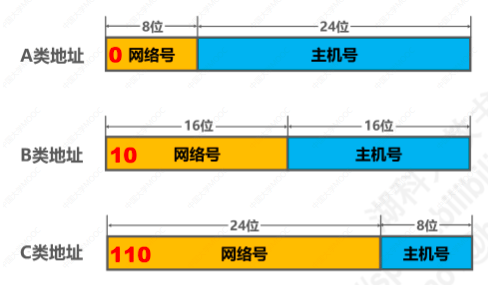 8位 24位
A类地址 0 网络号 主机号
16位 16位
B类地址 10 网络号 主机号
24位 8位
C类地址 110 网络号 主机号